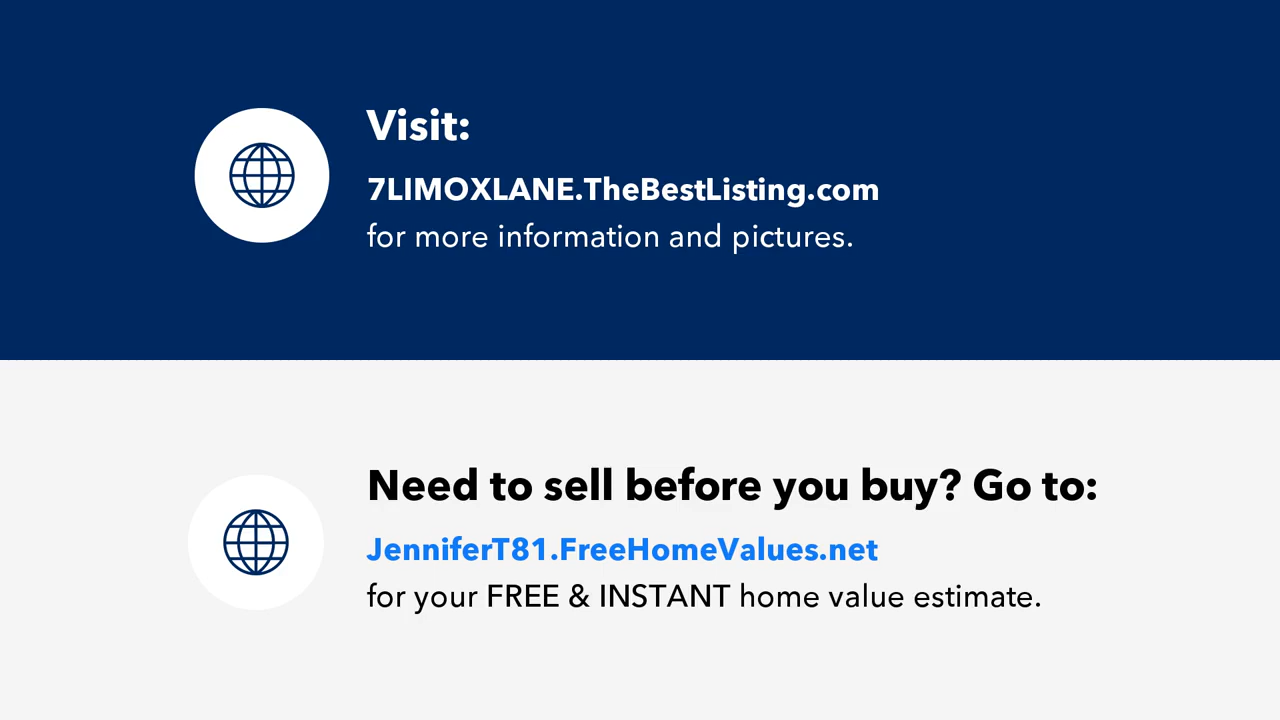 Visit:
7LIMOXLANE.TheBestListing.com
for more information and pictures.
Need to sell before you buy? Go to:
JenniferT81.FreeHomeValues.net
for your FREE & INSTANT home value estimate.